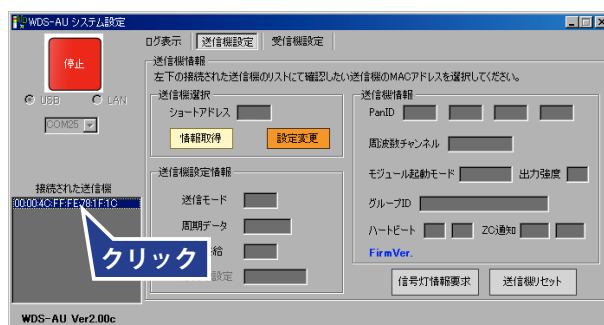 WDS-AU システム設定
ログ表示 送信機設定 受信機設定
停止
USB LAN
COM25
送信機情報
左下の接続された送信機のリストにて確認したい送信機のMACアドレスを選択してください。
送信機選択
ショートアドレス
情報取得 設定変更
送信機情報
PanID
周波数チャンネル
モジュール起動モード 出力強度
グループID
ハートビート ZC通知
FirmVer.
送信機設定情報
送信モード
周期データ
給
設定
接続された送信機
00:00:4C:FF:FE:78:1F:1C
クリック
信号灯情報要求 送信機リセット
WDS-AU Ver2.00c